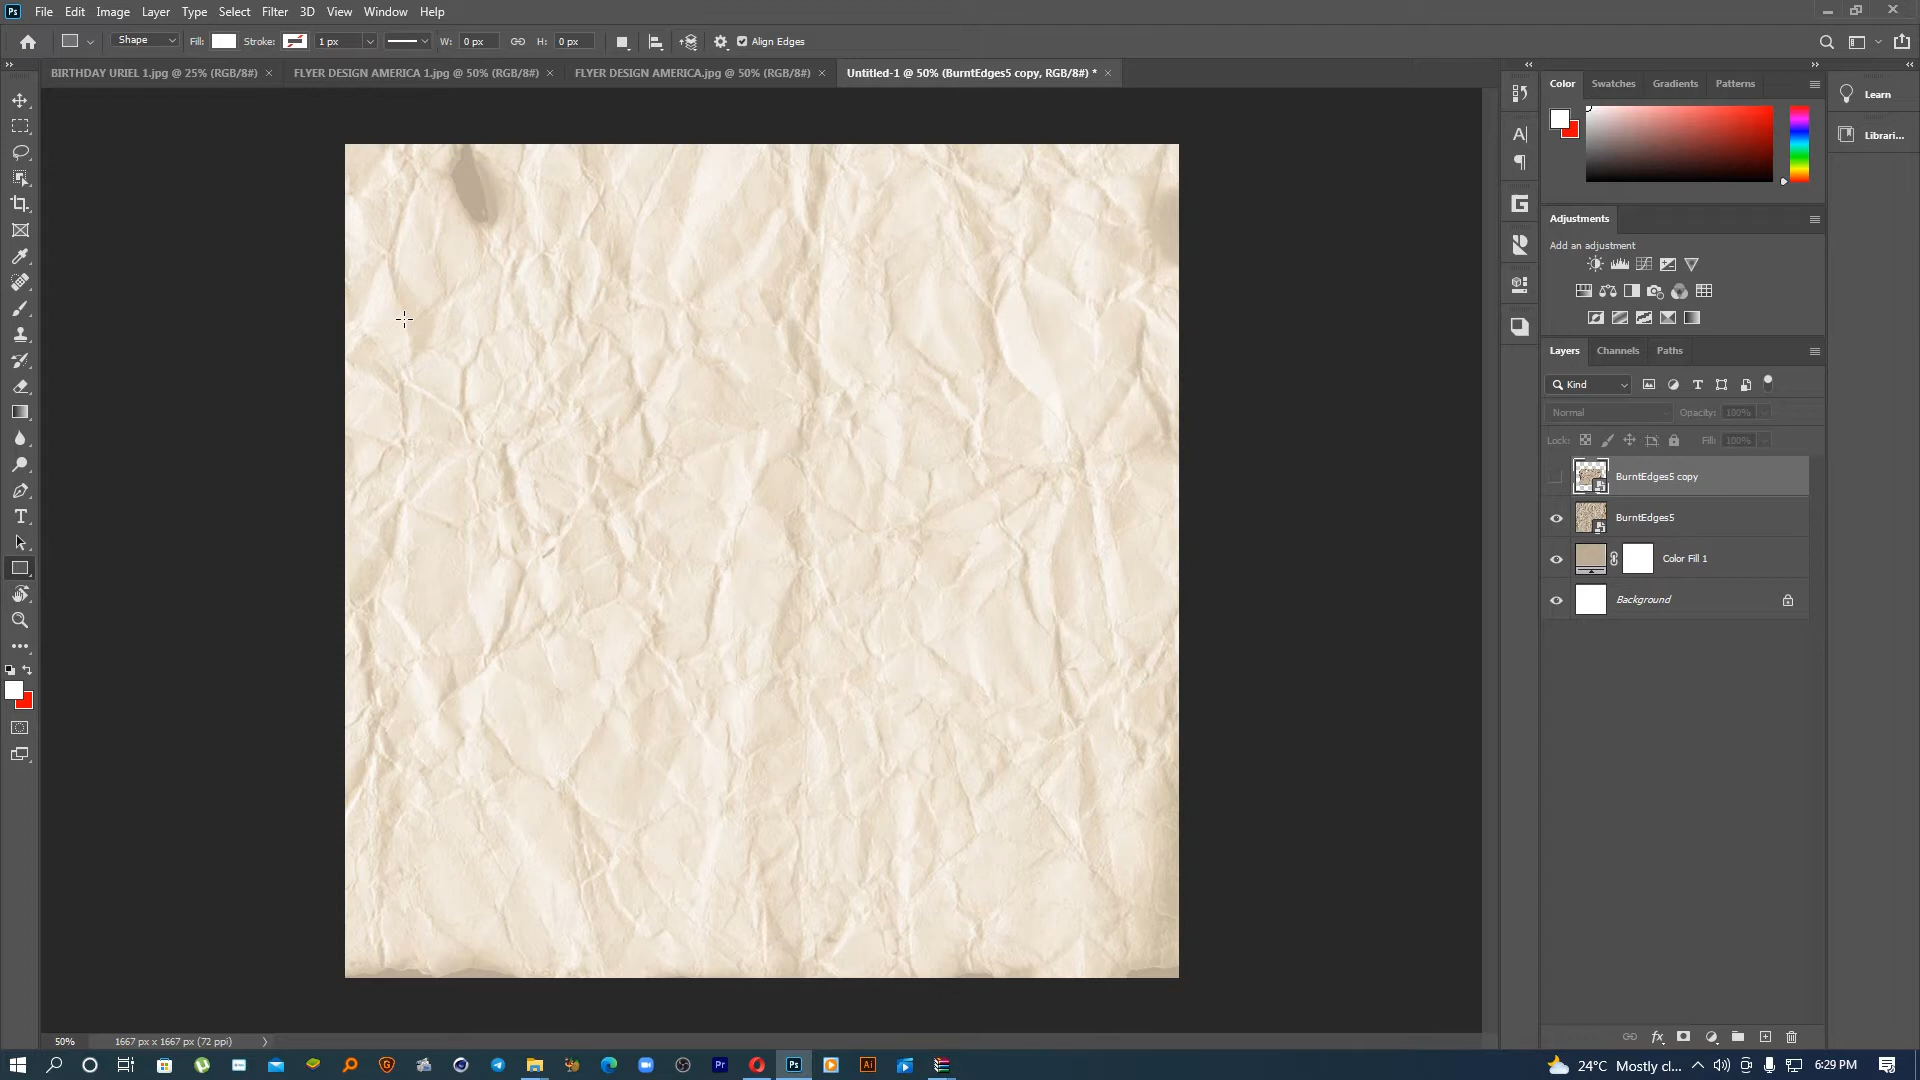 Ps File Edit Image Layer Type Select Filter 3D View Window Help
Shape Fill: Stroke: 1 px W: 0 px H: 0 px Align Edges
BIRTHDAY URIEL 1.jpg @ 25% (RGB/8#) FLYER DESIGN AMERICA 1.jpg @ 50% (RGB/8#) FLYER DESIGN AMERICA.jpg @ 50% (RGB/8#) Untitled-1 @ 50% (BurntEdges5 copy, RGB/8#) *
Color Swatches Gradients Patterns
Learn
Librari...
Adjustments
Add an adjustment
Layers Channels Paths
Kind
Normal Opacity: 100%
Lock: Fill: 100%
BurntEdges5 copy
BurntEdges5
Color Fill 1
Background
50% 1667 px x 1667 px (72 ppi)
Ps Pr Ai 24°C Mostly cl... 6:29 PM